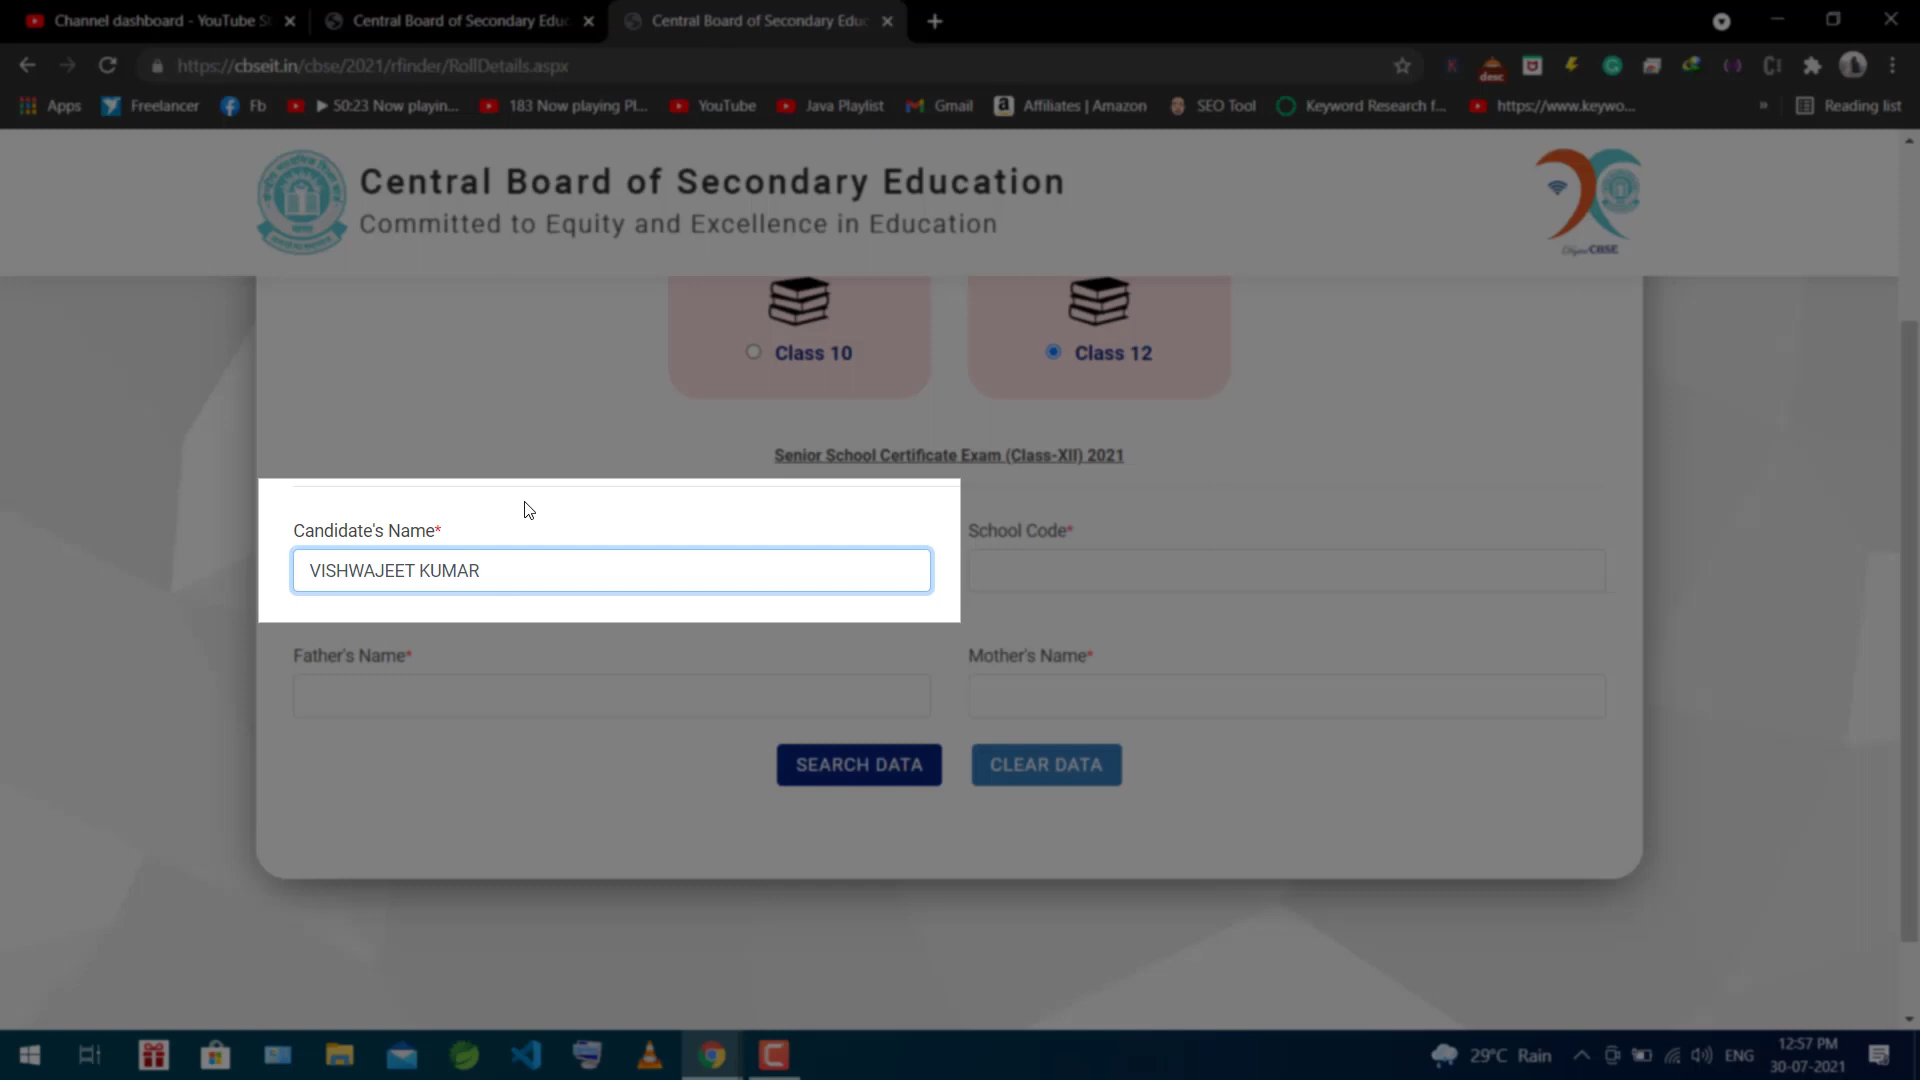 Channel dashboard - YouTube S
Central Board of Secondary Educ
Central Board of Secondary Educ
https://cbseit.in/cbse/2021/rfinder/RollDetails.aspx
desc
Apps
Freelancer
Fb
▶ 50:23 Now playin...
183 Now playing Pl...
YouTube
Java Playlist
Gmail
Affiliates | Amazon
SEO Tool
Keyword Research f...
https://www.keywo...
»
Reading list
Central Board of Secondary Education
Committed to Equity and Excellence in Education
CBSE
Class 10
Class 12
Senior School Certificate Exam (Class-XII) 2021
Candidate's Name*
School Code*
VISHWAJEET KUMAR
Father's Name*
Mother's Name*
SEARCH DATA
CLEAR DATA
29°C Rain
ENG
12:57 PM
30-07-2021